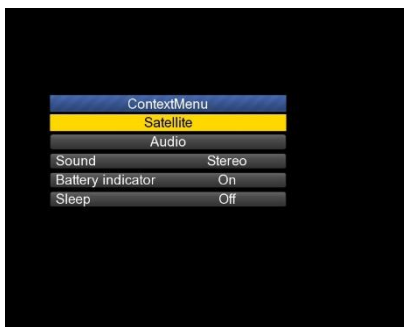 ContextMenu
Satellite
Audio
Sound Stereo
Battery indicator On
Sleep Off